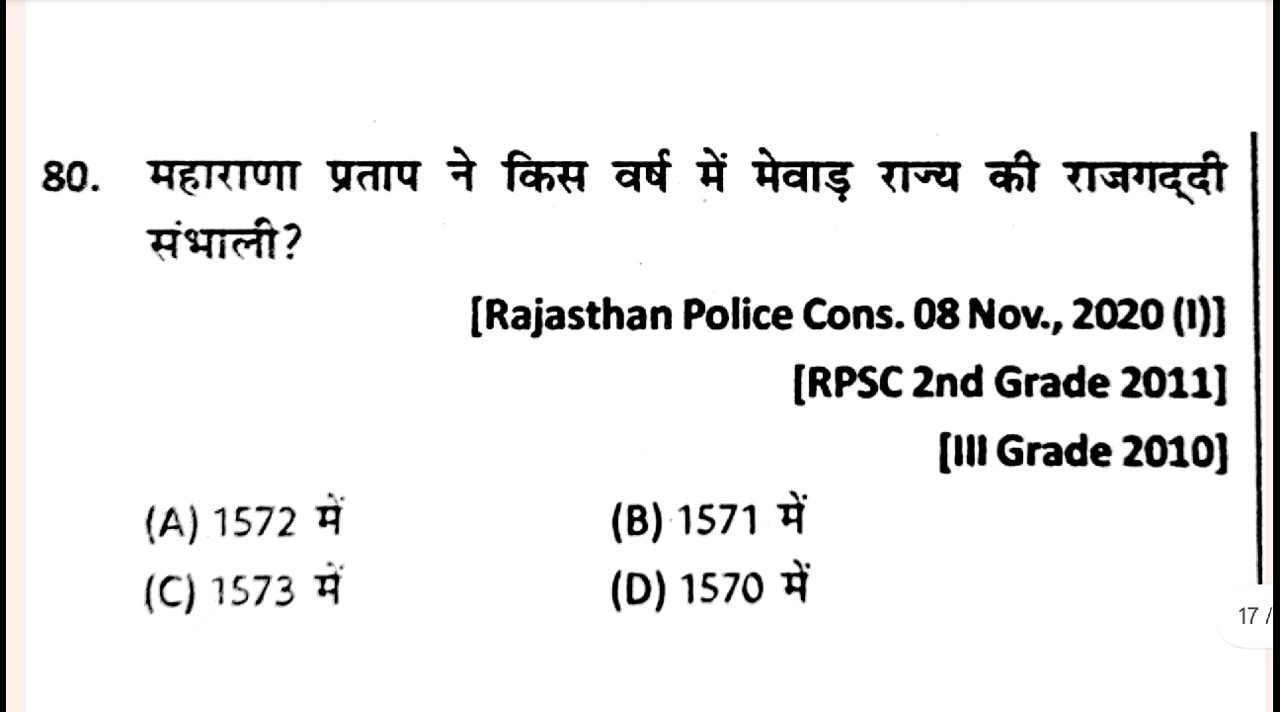 80. महाराणा प्रताप ने किस वर्ष में मेवाड़ राज्य की राजगद्दी
संभाली?
[Rajasthan Police Cons. 08 Nov., 2020 (I)]
[RPSC 2nd Grade 2011]
[III Grade 2010]
(A) 1572 में (B) 1571 में
(C) 1573 में (D) 1570 में
17 /